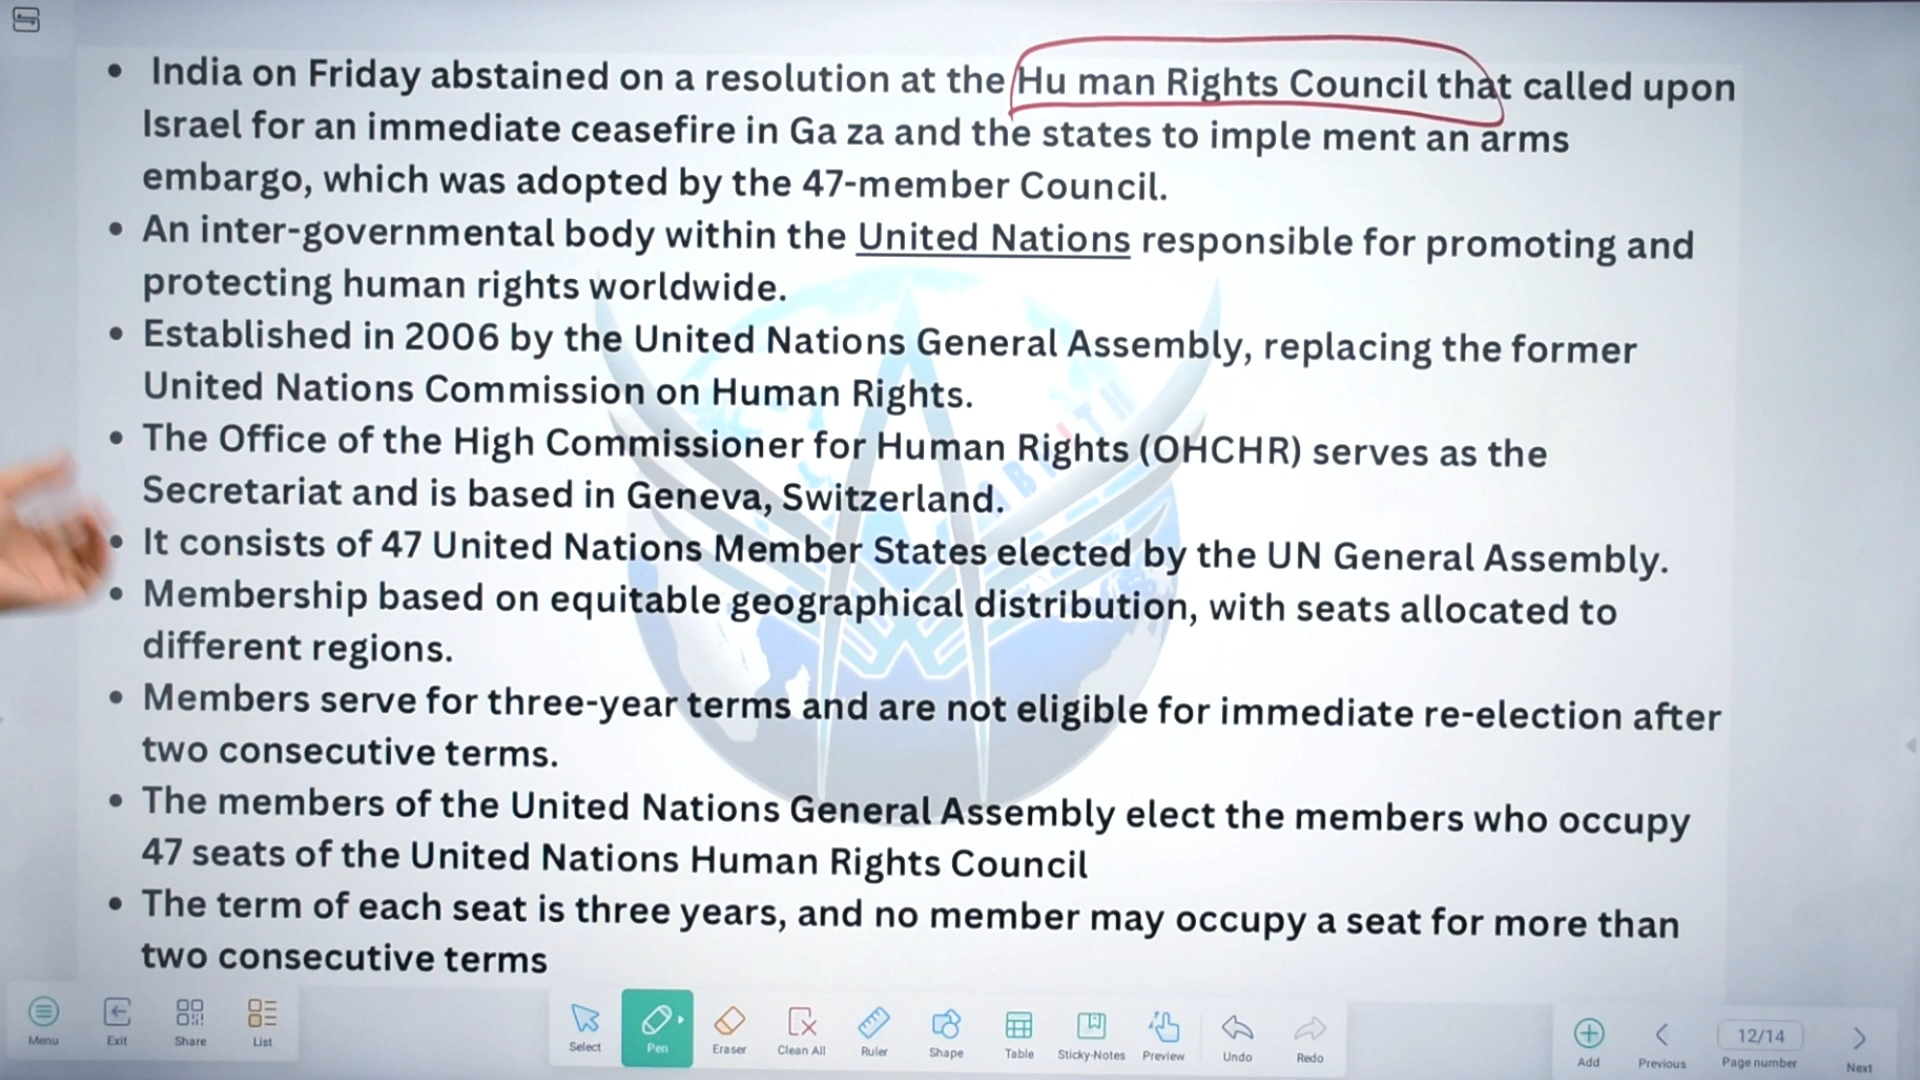 • India on Friday abstained on a resolution at the Hu man Rights Council that called upon
Israel for an immediate ceasefire in Ga za and the states to imple ment an arms
embargo, which was adopted by the 47-member Council.
• An inter-governmental body within the United Nations responsible for promoting and
protecting human rights worldwide.
• Established in 2006 by the United Nations General Assembly, replacing the former
United Nations Commission on Human Rights.
• The Office of the High Commissioner for Human Rights (OHCHR) serves as the
Secretariat and is based in Geneva, Switzerland.
• It consists of 47 United Nations Member States elected by the UN General Assembly.
• Membership based on equitable geographical distribution, with seats allocated to
different regions.
• Members serve for three-year terms and are not eligible for immediate re-election after
two consecutive terms.
• The members of the United Nations General Assembly elect the members who occupy
47 seats of the United Nations Human Rights Council
• The term of each seat is three years, and no member may occupy a seat for more than
two consecutive terms
Menu Exit Share List Select Pen Eraser Clean All Ruler Shape Table Sticky-Notes Preview Undo Redo Add Previous 12/14 Page number Next